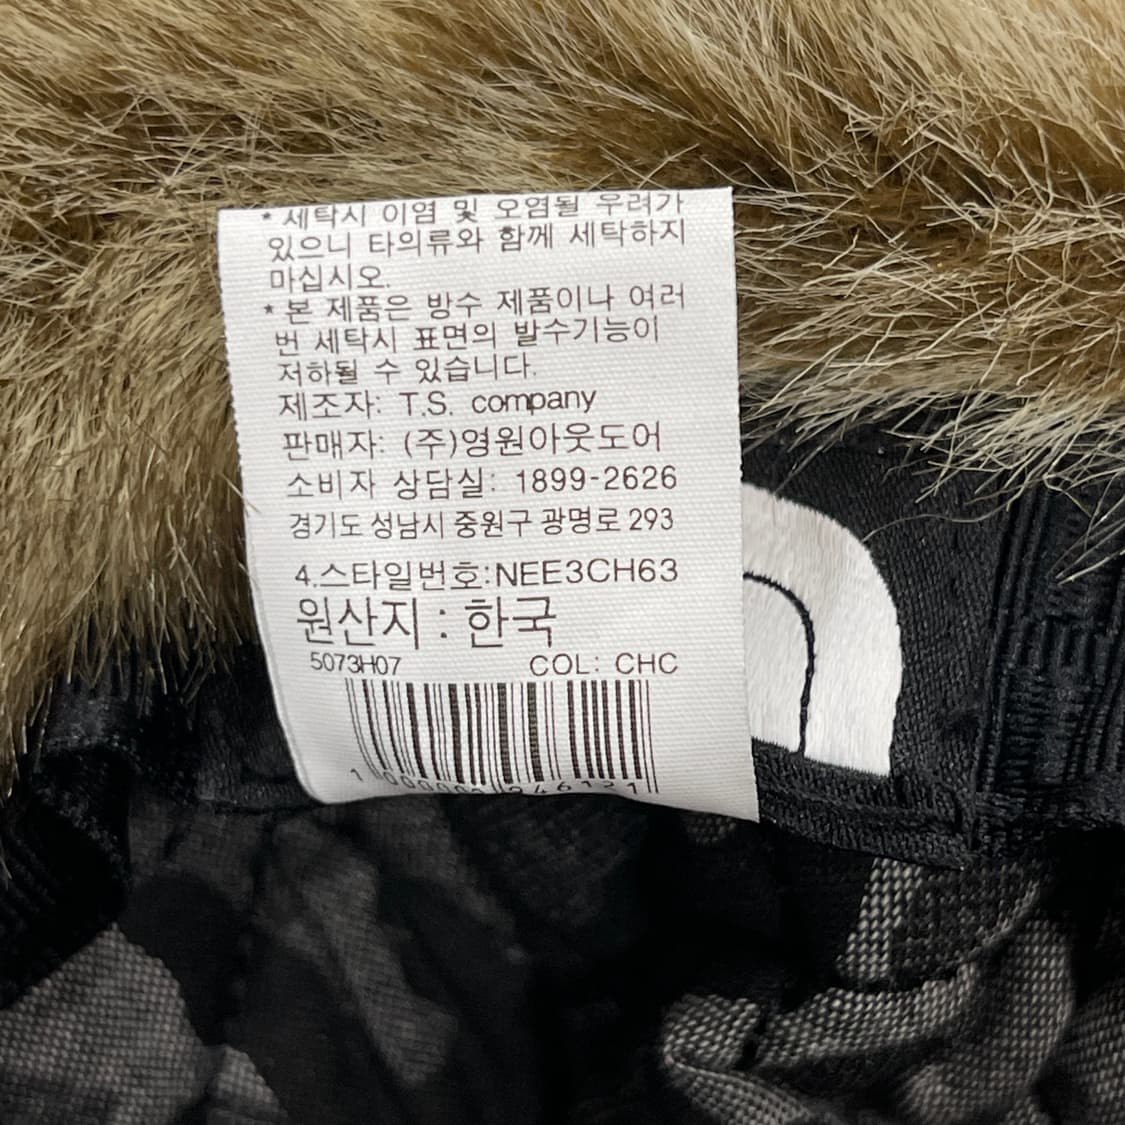 * 세탁시 이염 및 오염될 우려가
있으니 타의류와 함께 세탁하지
마십시오.
* 본 제품은 방수 제품이나 여러
번 세탁시 표면의 발수기능이
저하될 수 있습니다.
제조자: T.S. company
판매자: (주)영원아웃도어
소비자 상담실: 1899-2626
경기도 성남시 중원구 광명로 293
4.스타일번호:NEE3CH63
원산지 : 한국
5073H07 COL: CHC